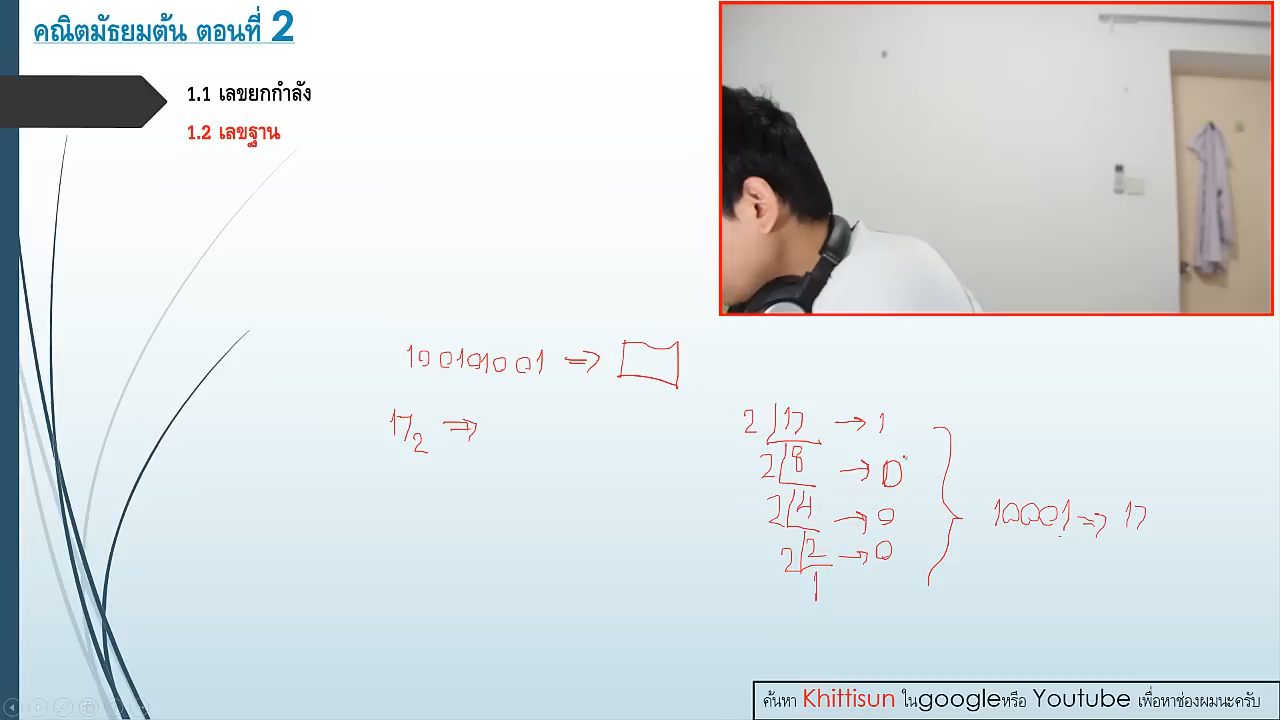 คณิตมัธยมต้น ตอนที่ 2
1.1 เลขยกกำลัง
1.2 เลขฐาน
100101001 ⇒
17₂ ⇒
2 17 → 1
2 8 → 0
2 4 → 0
2 2 → 0
1
10001 ⇒ 17
ค้นหา Khittisun ในgoogleหรือ Youtube เพื่อหาช่องผมนะครับ